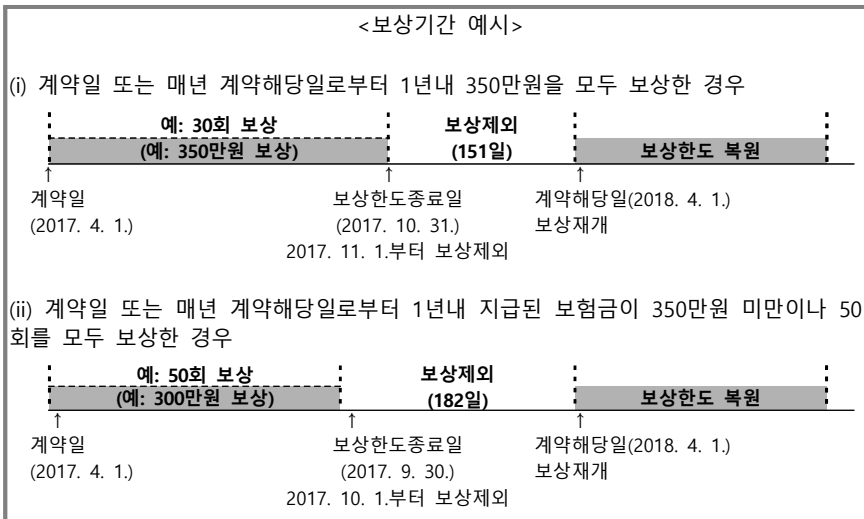 <보상기간 예시>
(i) 계약일 또는 매년 계약해당일로부터 1년내 350만원을 모두 보상한 경우
예: 30회 보상 보상제외
(예: 350만원 보상) (151일) 보상한도 복원
↑ ↑ ↑
계약일 보상한도종료일 계약해당일(2018. 4. 1.)
(2017. 4. 1.) (2017. 10. 31.) 보상재개
2017. 11. 1.부터 보상제외
(ii) 계약일 또는 매년 계약해당일로부터 1년내 지급된 보험금이 350만원 미만이나 50
회를 모두 보상한 경우
예: 50회 보상 보상제외
(예: 300만원 보상) (182일) 보상한도 복원
↑ ↑ ↑
계약일 보상한도종료일 계약해당일(2018. 4. 1.)
(2017. 4. 1.) (2017. 9. 30.) 보상재개
2017. 10. 1.부터 보상제외